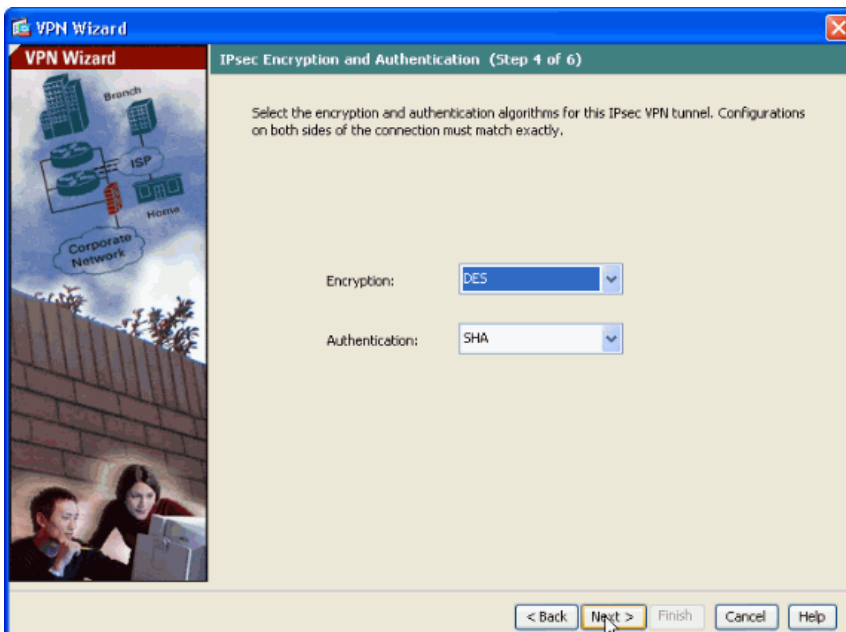 VPN Wizard
VPN Wizard
IPsec Encryption and Authentication (Step 4 of 6)
Branch
ISP
Home
Corporate
Network
Select the encryption and authentication algorithms for this IPsec VPN tunnel. Configurations
on both sides of the connection must match exactly.
Encryption:
DES
Authentication:
SHA
< Back
Next >
Finish
Cancel
Help